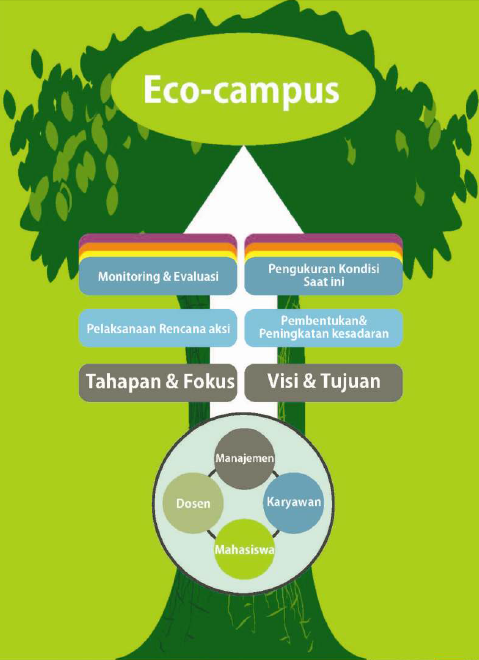 Eco-campus
Monitoring & Evaluasi
Pengukuran Kondisi
Saat ini
Pelaksanaan Rencana aksi
Pembentukan&
Peningkatan kesadaran
Tahapan & Fokus
Visi & Tujuan
Manajemen
Dosen
Karyawan
Mahasiswa